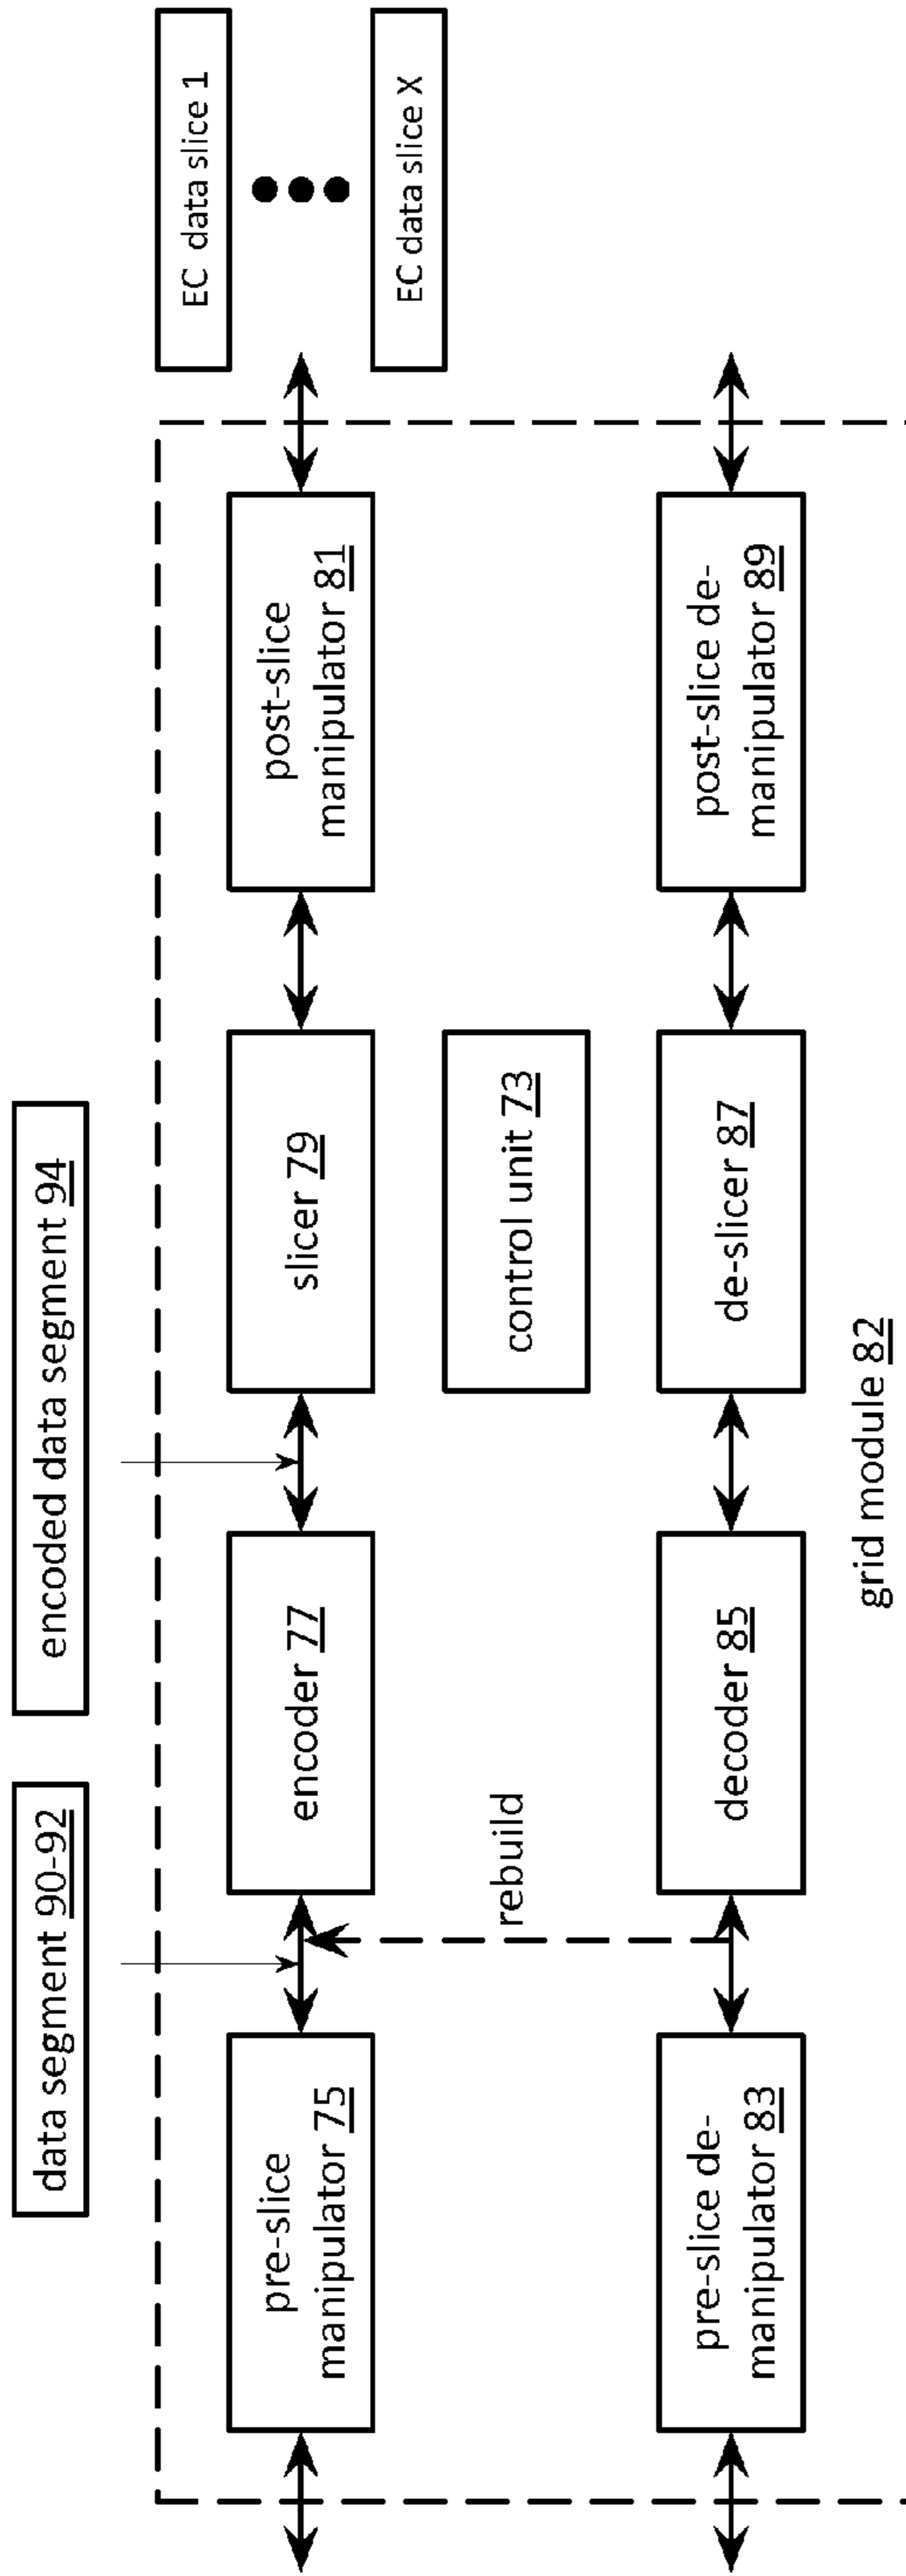 data segment 90-92
encoded data segment 94
pre-slice
manipulator 75
encoder 77
slicer 79
post-slice
manipulator 81
EC data slice 1
EC data slice X
rebuild
control unit 73
pre-slice de-
manipulator 83
decoder 85
de-slicer 87
post-slice de-
manipulator 89
grid module 82